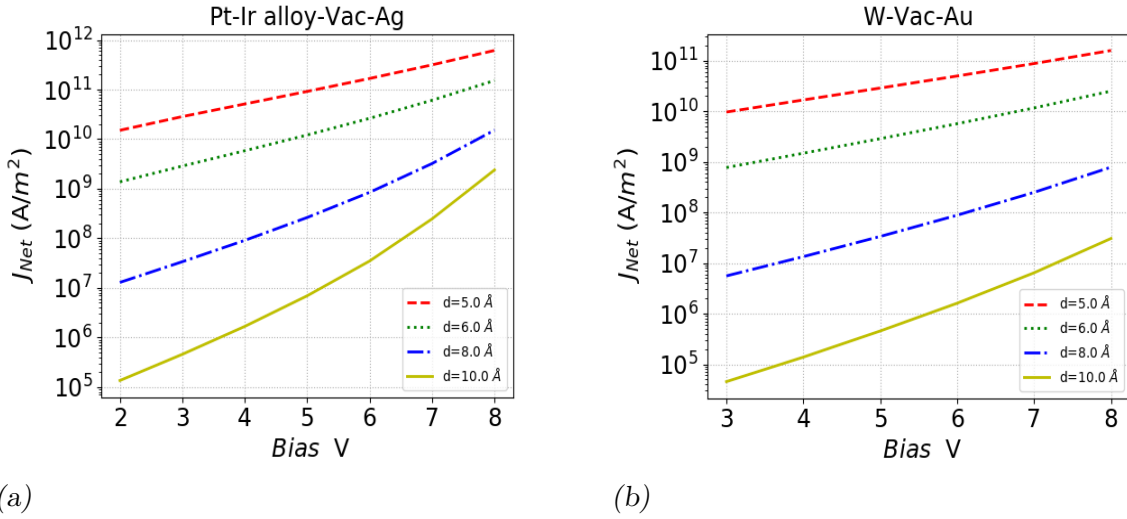 Pt-Ir alloy-Vac-Ag
10^12
10^11
10^10
10^9
10^8
10^7
10^6
10^5
J_Net (A/m^2)
d=5.0 Å
d=6.0 Å
d=8.0 Å
d=10.0 Å
2 3 4 5 6 7 8
Bias V
(a)
W-Vac-Au
10^11
10^10
10^9
10^8
10^7
10^6
10^5
J_Net (A/m^2)
d=5.0 Å
d=6.0 Å
d=8.0 Å
d=10.0 Å
3 4 5 6 7 8
Bias V
(b)